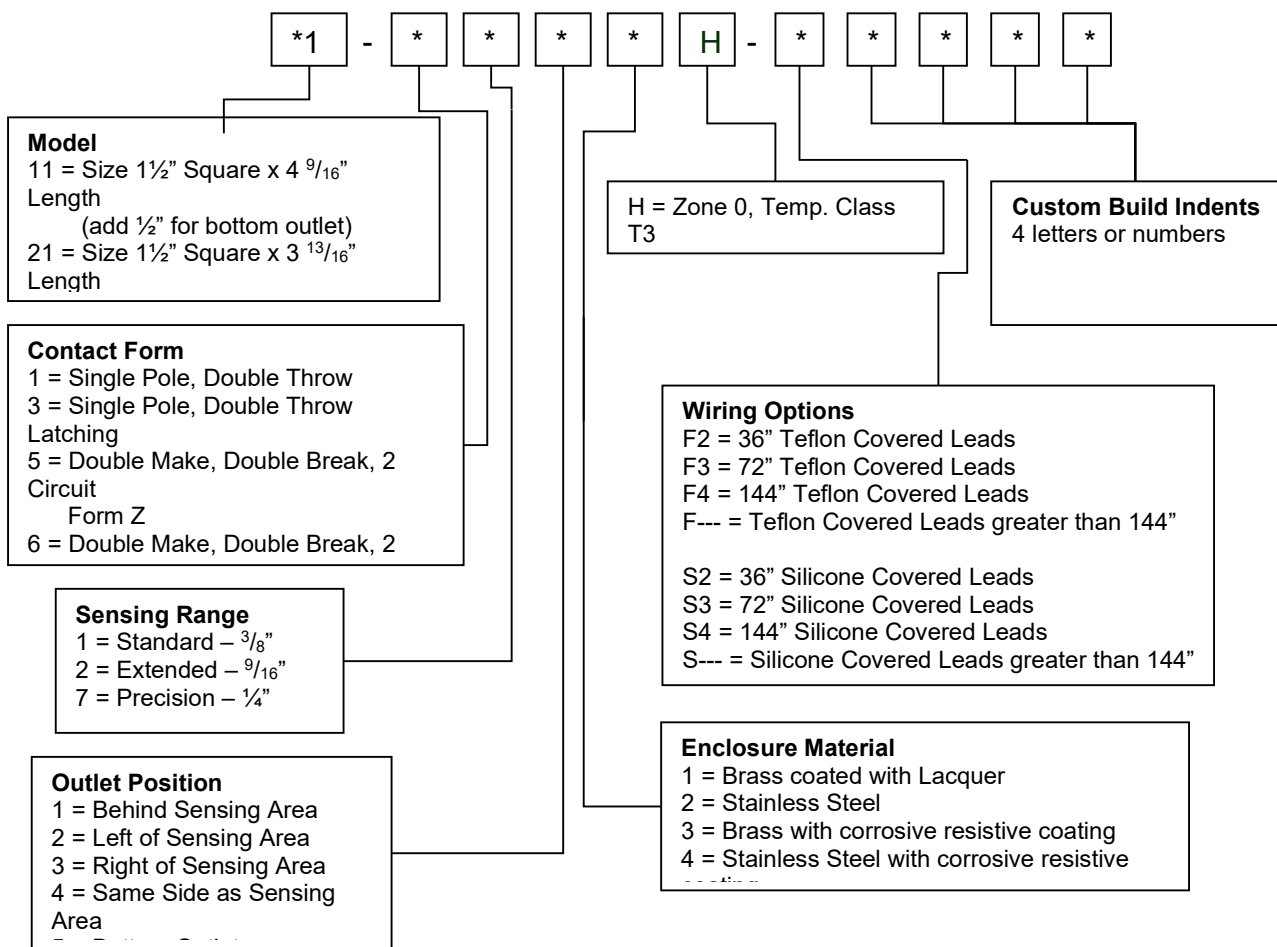 *1 - * * * * H - * * * * *
Model
11 = Size 1½” Square x 4 9/16”
Length
(add ½” for bottom outlet)
21 = Size 1½” Square x 3 13/16”
Length
H = Zone 0, Temp. Class
T3
Custom Build Indents
4 letters or numbers
Contact Form
1 = Single Pole, Double Throw
3 = Single Pole, Double Throw
Latching
5 = Double Make, Double Break, 2
Circuit
Form Z
6 = Double Make, Double Break, 2
Wiring Options
F2 = 36” Teflon Covered Leads
F3 = 72” Teflon Covered Leads
F4 = 144” Teflon Covered Leads
F--- = Teflon Covered Leads greater than 144”
S2 = 36” Silicone Covered Leads
S3 = 72” Silicone Covered Leads
S4 = 144” Silicone Covered Leads
S--- = Silicone Covered Leads greater than 144”
Sensing Range
1 = Standard – 3/8”
2 = Extended – 9/16”
7 = Precision – ¼”
Enclosure Material
1 = Brass coated with Lacquer
2 = Stainless Steel
3 = Brass with corrosive resistive coating
4 = Stainless Steel with corrosive resistive
Outlet Position
1 = Behind Sensing Area
2 = Left of Sensing Area
3 = Right of Sensing Area
4 = Same Side as Sensing
Area